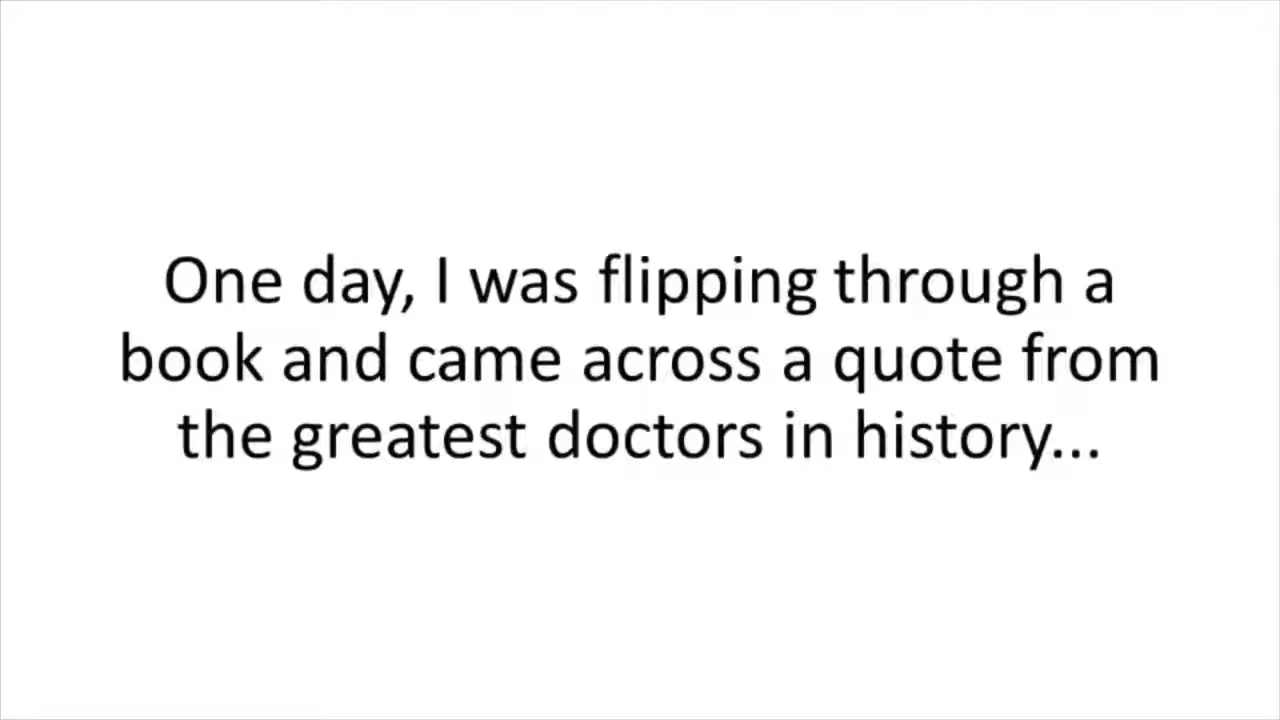 One day, I was flipping through a
book and came across a quote from
the greatest doctors in history...